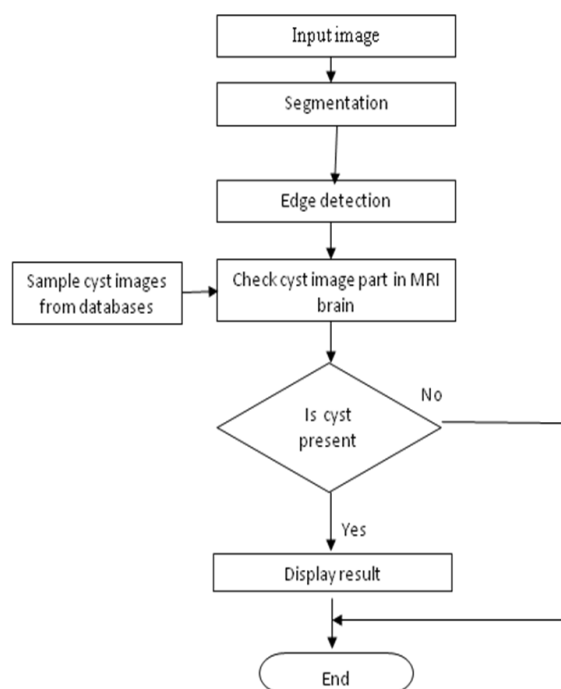 Input image
Segmentation
Edge detection
Sample cyst images
from databases
Check cyst image part in MRI
brain
No
Is cyst
present
Yes
Display result
End